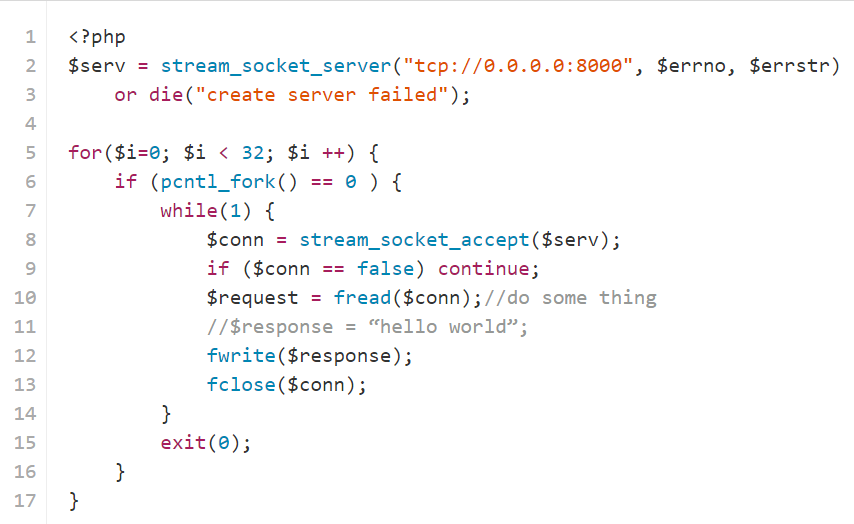 1 <?php
2 $serv = stream_socket_server("tcp://0.0.0.0:8000", $errno, $errstr)
3     or die("create server failed");
4
5 for($i=0; $i < 32; $i ++) {
6     if (pcntl_fork() == 0 ) {
7         while(1) {
8             $conn = stream_socket_accept($serv);
9             if ($conn == false) continue;
10             $request = fread($conn);//do some thing
11             //$response = “hello world”;
12             fwrite($response);
13             fclose($conn);
14         }
15         exit(0);
16     }
17 }